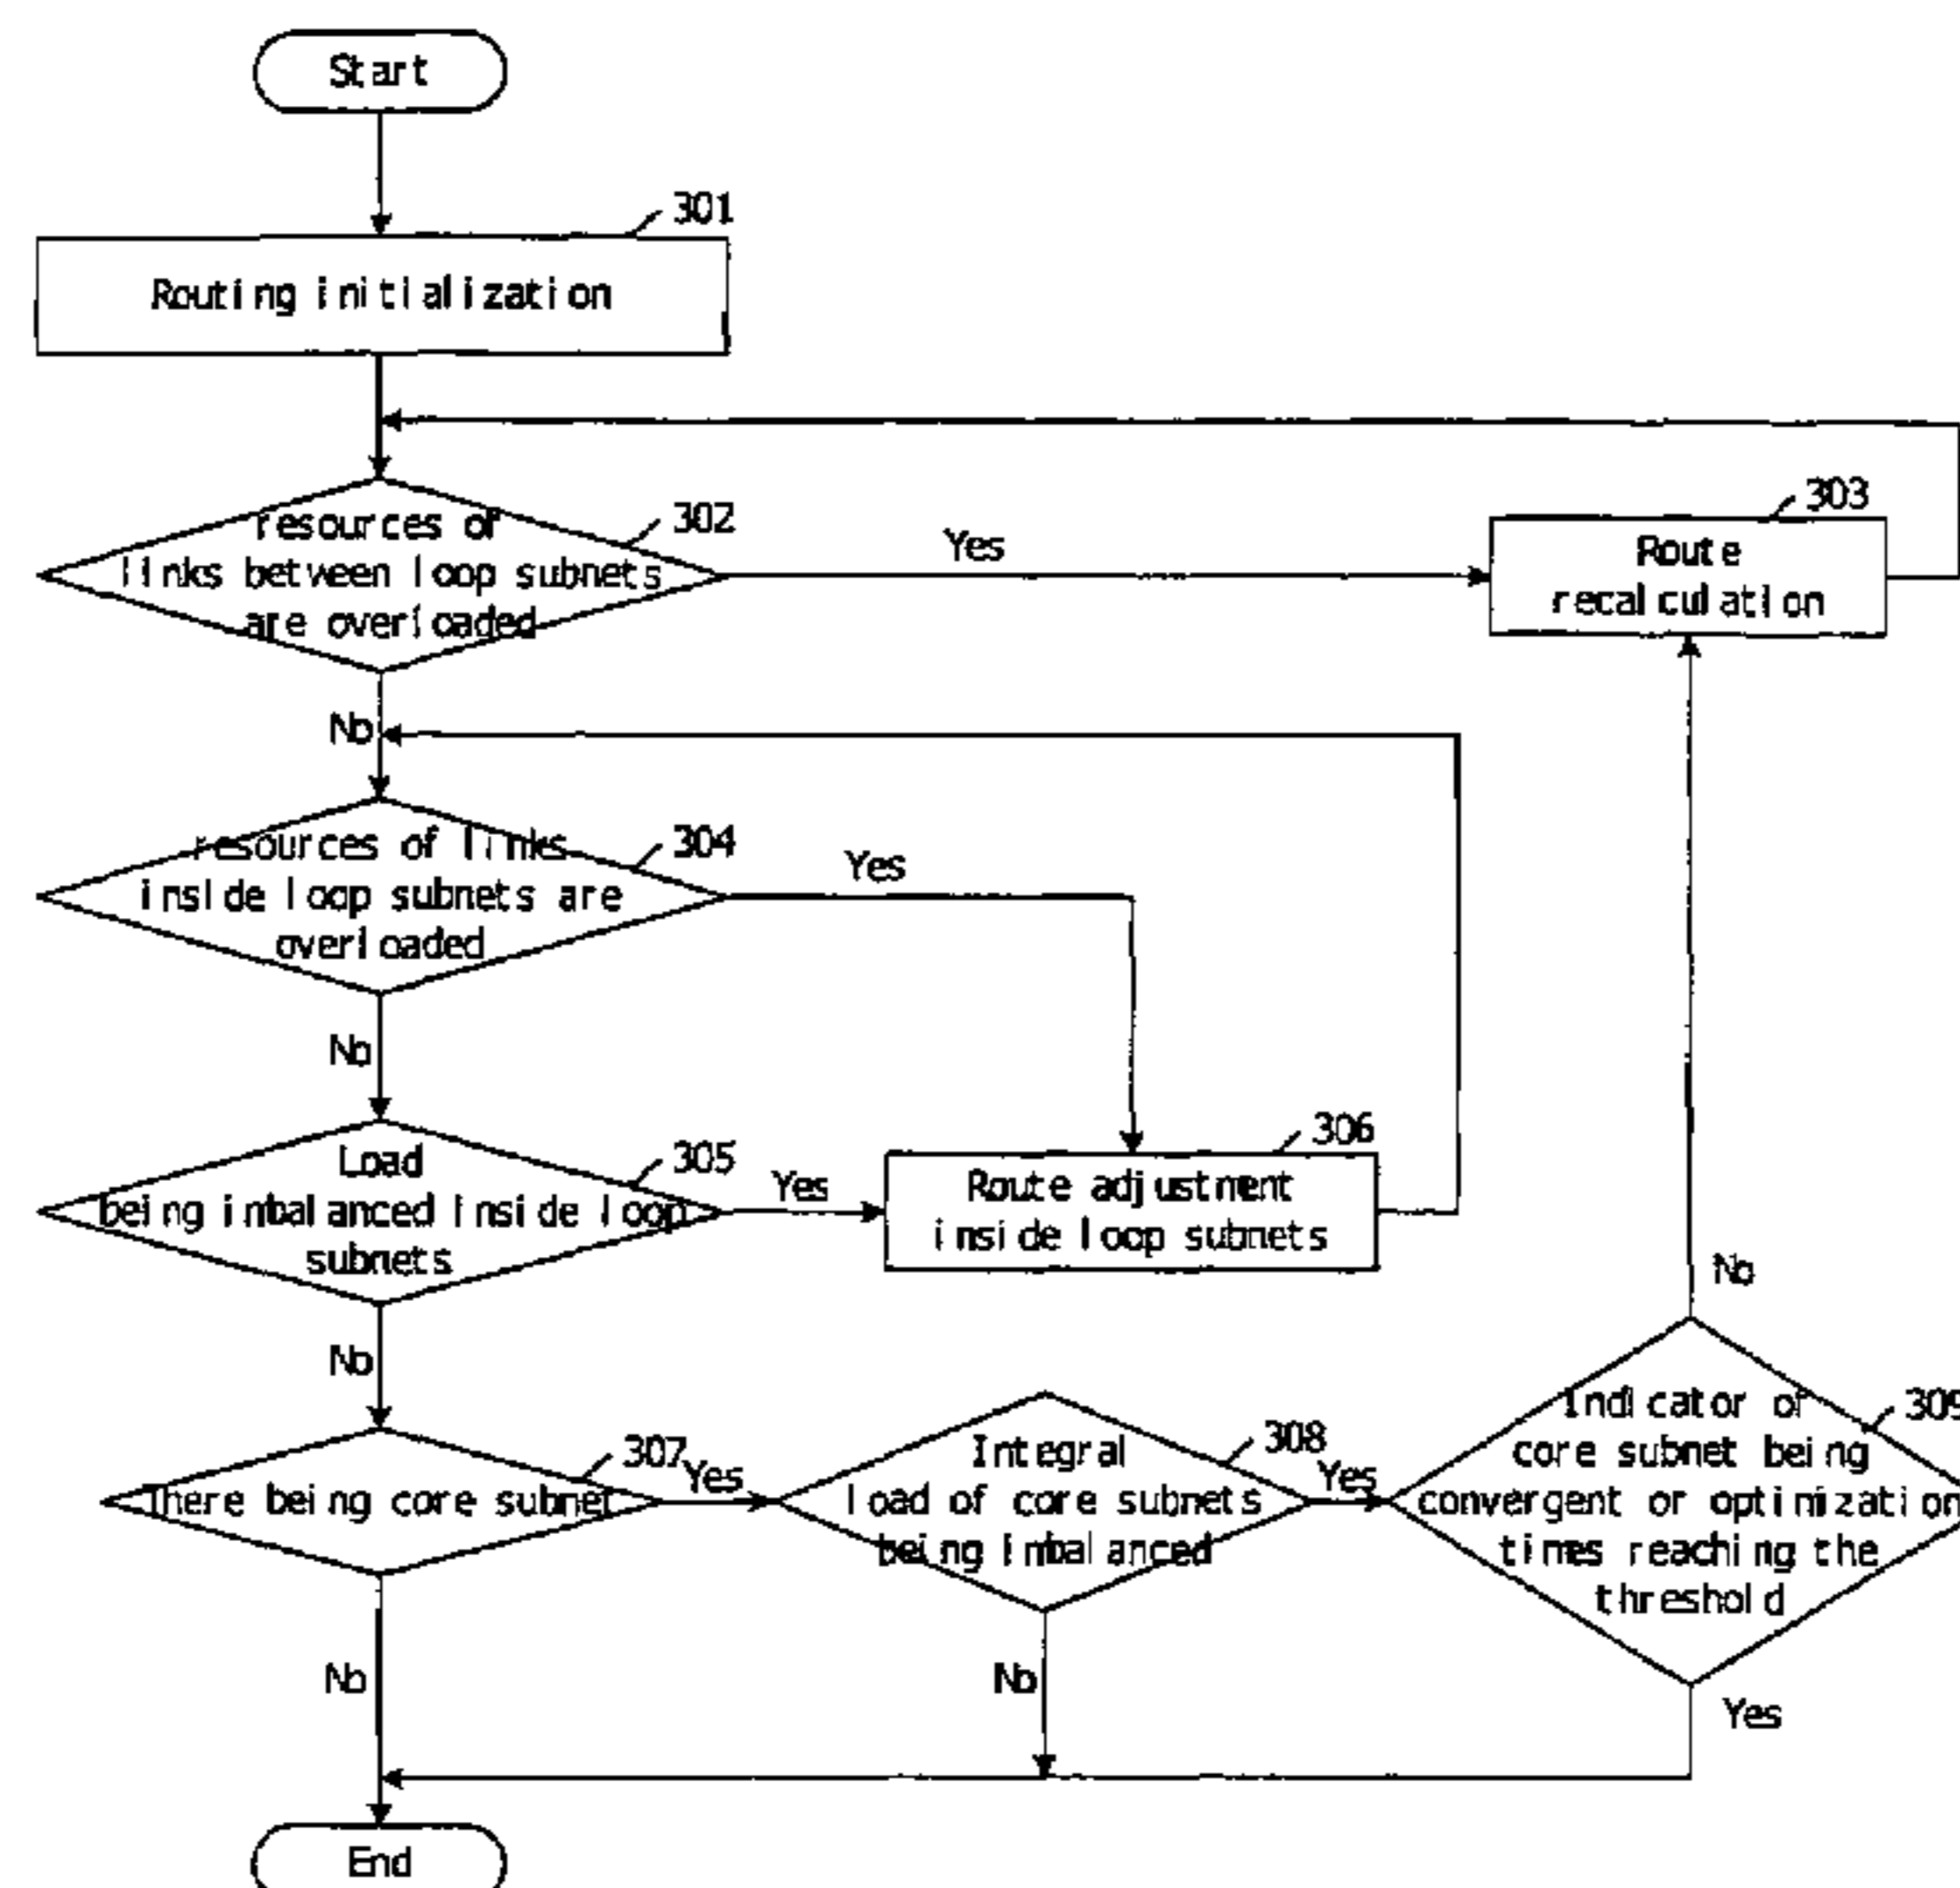 Start
301
Routing initialization
302
resources of
links between loop subnets
are overloaded
Yes
303
Route
recalculation
No
304
resources of links
inside loop subnets are
overloaded
Yes
No
305
Load
being imbalanced inside loop
subnets
Yes
306
Route adjustment
inside loop subnets
No
No
307
There being core subnet
Yes
308
Integral
load of core subnets
being imbalanced
Yes
309
Indicator of
core subnet being
convergent or optimization
times reaching the
threshold
No
No
Yes
End